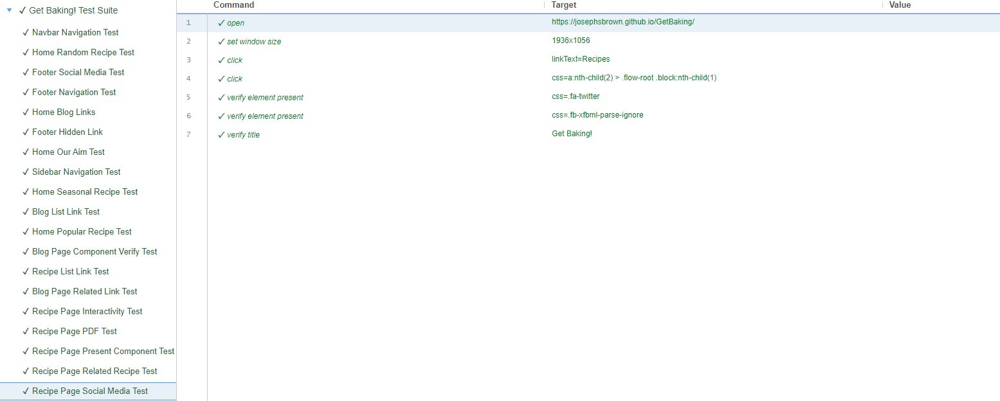 Get Baking! Test Suite
Navbar Navigation Test
Home Random Recipe Test
Footer Social Media Test
Footer Navigation Test
Home Blog Links
Footer Hidden Link
Home Our Aim Test
Sidebar Navigation Test
Home Seasonal Recipe Test
Blog List Link Test
Home Popular Recipe Test
Blog Page Component Verify Test
Recipe List Link Test
Blog Page Related Link Test
Recipe Page Interactivity Test
Recipe Page PDF Test
Recipe Page Present Component Test
Recipe Page Related Recipe Test
Recipe Page Social Media Test
Command Target Value
1 ✓ open https://josephsbrown.github.io/GetBaking/
2 ✓ set window size 1936x1056
3 ✓ click linkText=Recipes
4 ✓ click css=a:nth-child(2) > .flow-root .block:nth-child(1)
5 ✓ verify element present css=.fa-twitter
6 ✓ verify element present css=.fb-xfbml-parse-ignore
7 ✓ verify title Get Baking!